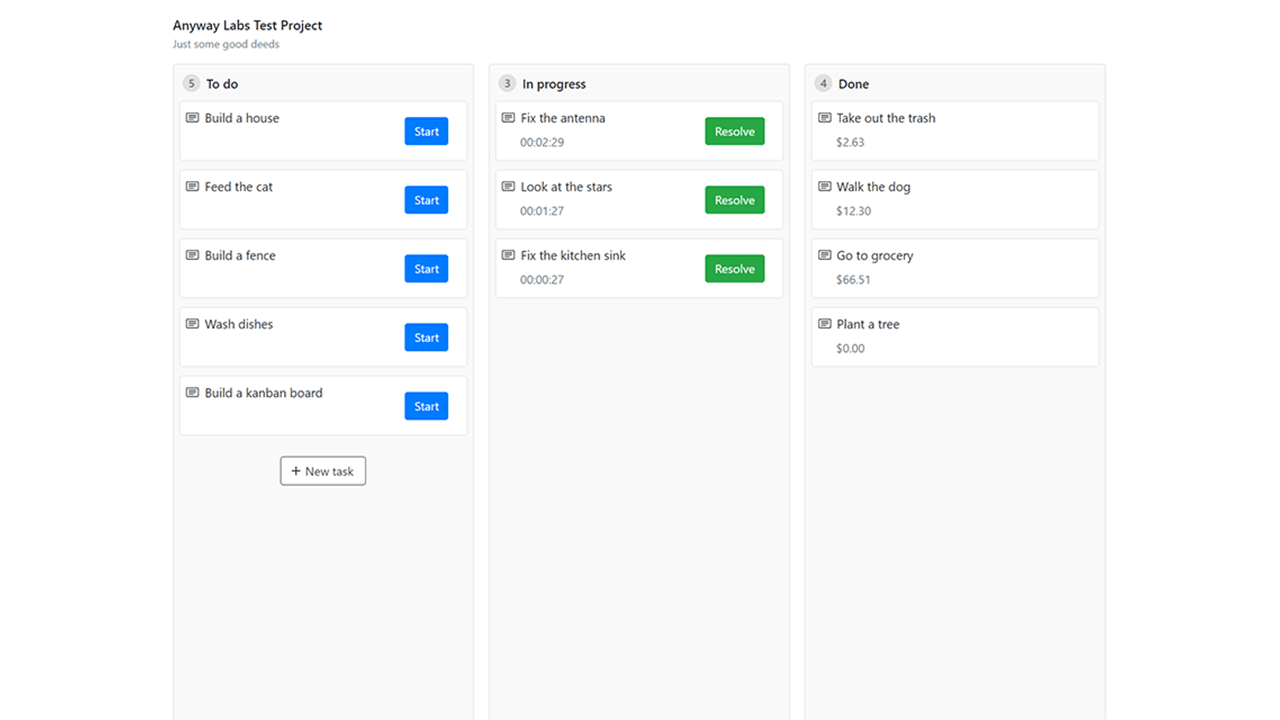 Anyway Labs Test Project
Just some good deeds
5 To do
Build a house
Start
Feed the cat
Start
Build a fence
Start
Wash dishes
Start
Build a kanban board
Start
+ New task
3 In progress
Fix the antenna
00:02:29
Resolve
Look at the stars
00:01:27
Resolve
Fix the kitchen sink
00:00:27
Resolve
4 Done
Take out the trash
$2.63
Walk the dog
$12.30
Go to grocery
$66.51
Plant a tree
$0.00